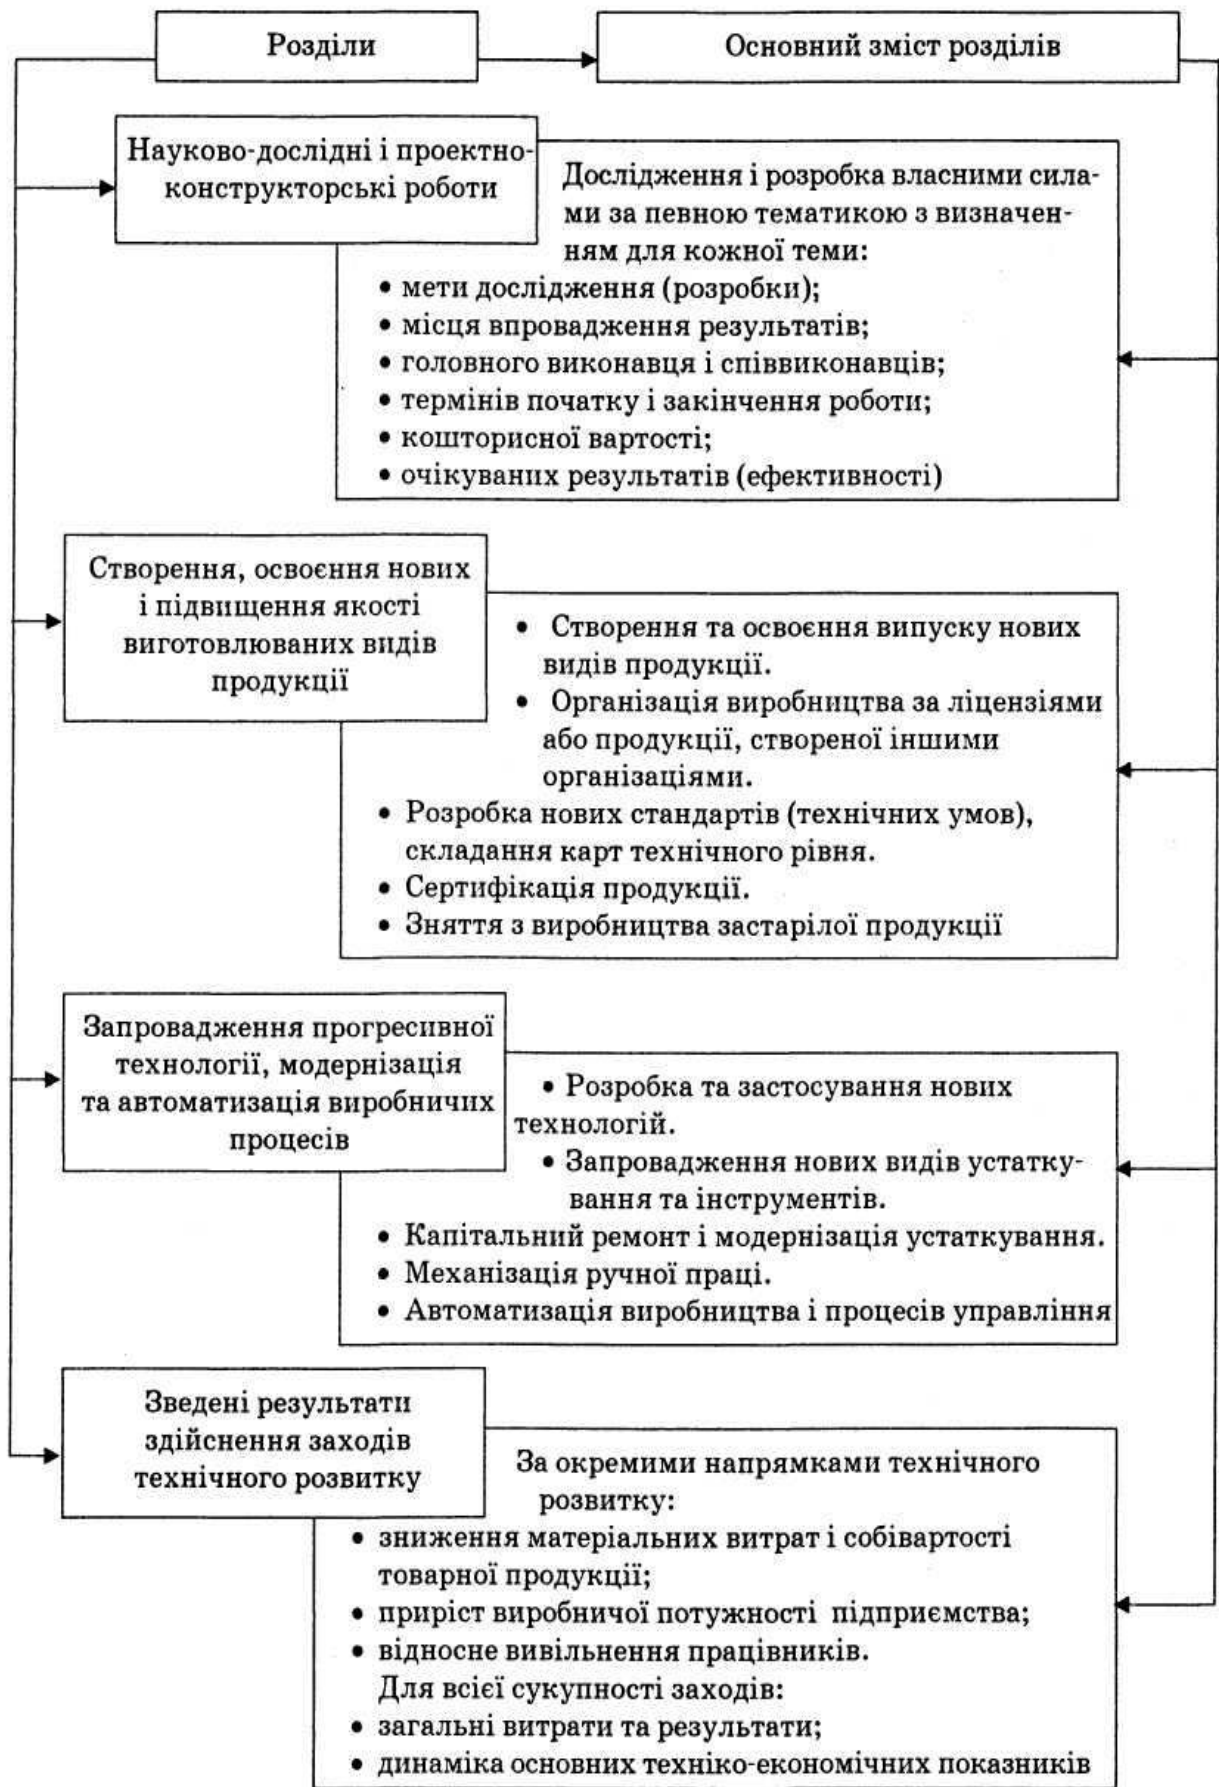 Розділи
Основний зміст розділів
Науково-дослідні і проектно-
конструкторські роботи
Дослідження і розробка власними сила-
ми за певною тематикою з визначен-
ням для кожної теми:
• мети дослідження (розробки);
• місця впровадження результатів;
• головного виконавця і співвиконавців;
• термінів початку і закінчення роботи;
• кошторисної вартості;
• очікуваних результатів (ефективності)
Створення, освоєння нових
і підвищення якості
виготовлюваних видів
продукції
• Створення та освоєння випуску нових
видів продукції.
• Організація виробництва за ліцензіями
або продукції, створеної іншими
організаціями.
• Розробка нових стандартів (технічних умов),
складання карт технічного рівня.
• Сертифікація продукції.
• Зняття з виробництва застарілої продукції
Запровадження прогресивної
технології, модернізація
та автоматизація виробничих
процесів
• Розробка та застосування нових
технологій.
• Запровадження нових видів устатку-
вання та інструментів.
• Капітальний ремонт і модернізація устаткування.
• Механізація ручної праці.
• Автоматизація виробництва і процесів управління
Зведені результати
здійснення заходів
технічного розвитку
За окремими напрямками технічного
розвитку:
• зниження матеріальних витрат і собівартості
товарної продукції;
• приріст виробничої потужності підприємства;
• відносне вивільнення працівників.
Для всієї сукупності заходів:
• загальні витрати та результати;
• динаміка основних техніко-економічних показників